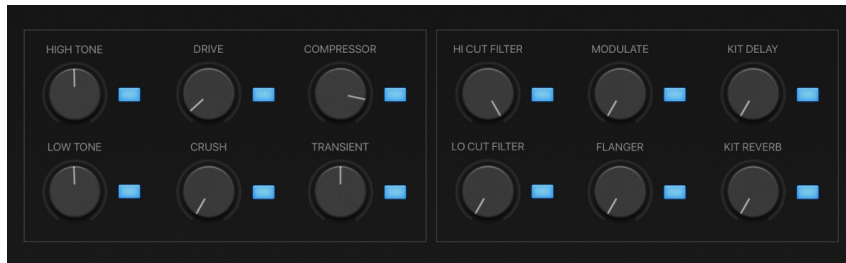 HIGH TONE DRIVE COMPRESSOR HI CUT FILTER MODULATE KIT DELAY
LOW TONE CRUSH TRANSIENT LO CUT FILTER FLANGER KIT REVERB